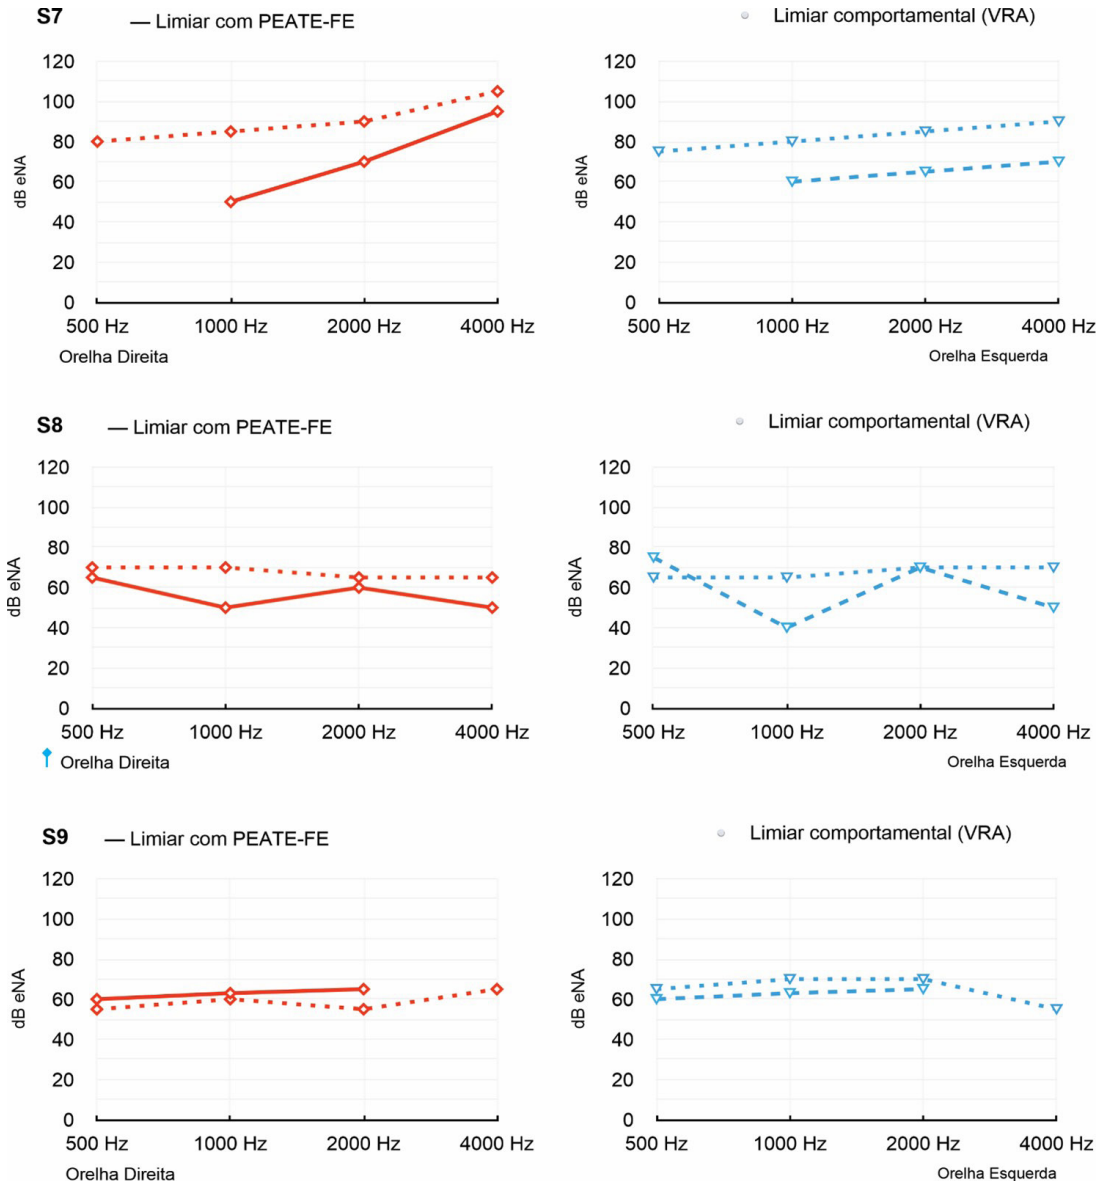 S7
— Limiar com PEATE-FE
Limiar comportamental (VRA)
120
100
80
60
40
20
0
dB eNA
500 Hz 1000 Hz 2000 Hz 4000 Hz
Orelha Direita
120
100
80
60
40
20
0
dB eNA
500 Hz 1000 Hz 2000 Hz 4000 Hz
Orelha Esquerda
S8
— Limiar com PEATE-FE
Limiar comportamental (VRA)
120
100
80
60
40
20
0
dB eNA
500 Hz 1000 Hz 2000 Hz 4000 Hz
Orelha Direita
120
100
80
60
40
20
0
dB eNA
500 Hz 1000 Hz 2000 Hz 4000 Hz
Orelha Esquerda
S9
— Limiar com PEATE-FE
Limiar comportamental (VRA)
120
100
80
60
40
20
0
dB eNA
500 Hz 1000 Hz 2000 Hz 4000 Hz
Orelha Direita
120
100
80
60
40
20
0
dB eNA
500 Hz 1000 Hz 2000 Hz 4000 Hz
Orelha Esquerda